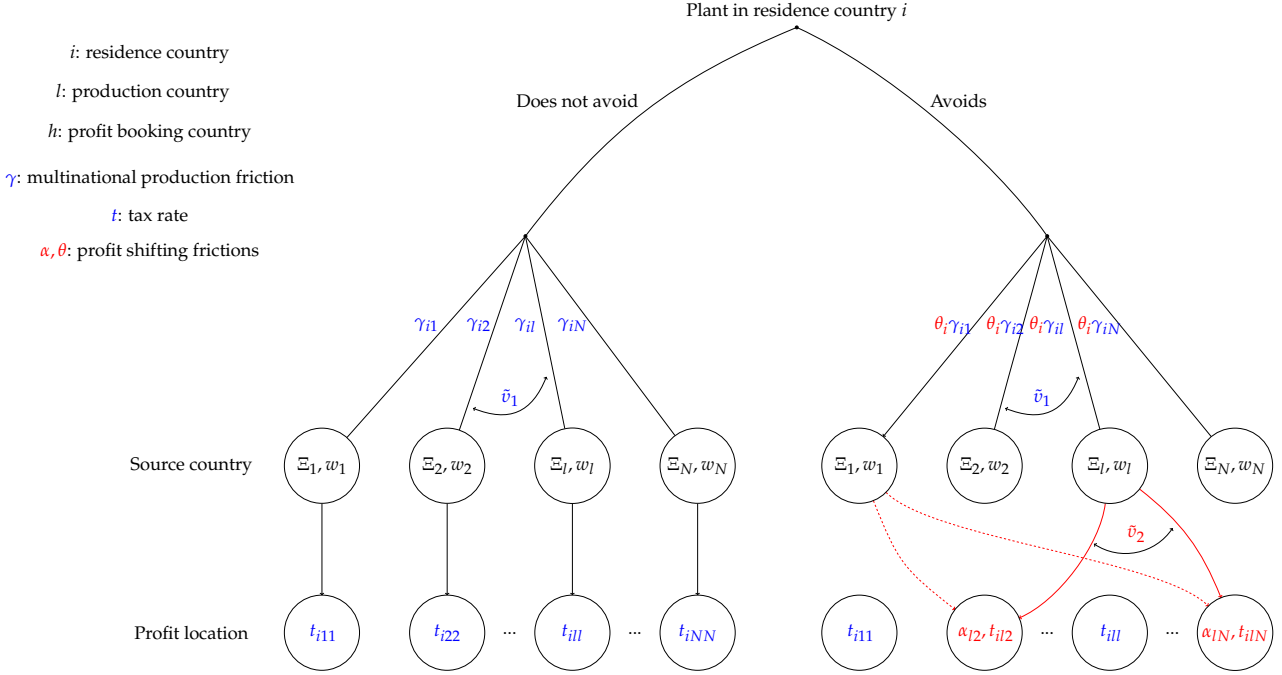 Plant in residence country i
i: residence country
l: production country
h: profit booking country
γ: multinational production friction
t: tax rate
α, θ: profit shifting frictions
Does not avoid
Avoids
γi1 γi2 γil γiN
θiγi1 θiγi2 θiγil θiγiN
ṽ1
ṽ1
Source country
Ξ1, w1 Ξ2, w2 Ξl, wl ΞN, wN
Ξ1, w1 Ξ2, w2 Ξl, wl ΞN, wN
ṽ2
Profit location
ti11 ti22 ... till ... tiNN
ti11 αl2, til2 ... till ... αlN, tilN